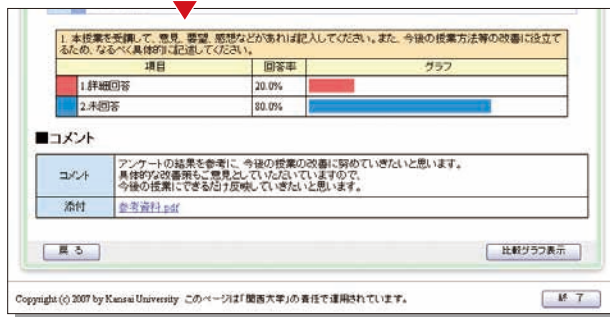 1. 本授業を受講して、意見、要望、感想などがあれば記入してください。また、今後の授業方法等の改善に役立て
るため、なるべく具体的に記述してください。
項目 回答率 グラフ
1.詳細回答 20.0%
2.未回答 80.0%
■コメント
コメント
アンケートの結果を参考に、今後の授業の改善に努めていきたいと思います。
具体的な改善策もご意見としていただいていますので、
今後の授業にできるだけ反映していきたいと思います。
添付 参考資料.pdf
戻る 比較グラフ表示
Copyright (c) 2007 by Kansai University このページは「関西大学」の責任で運用されています。 終了